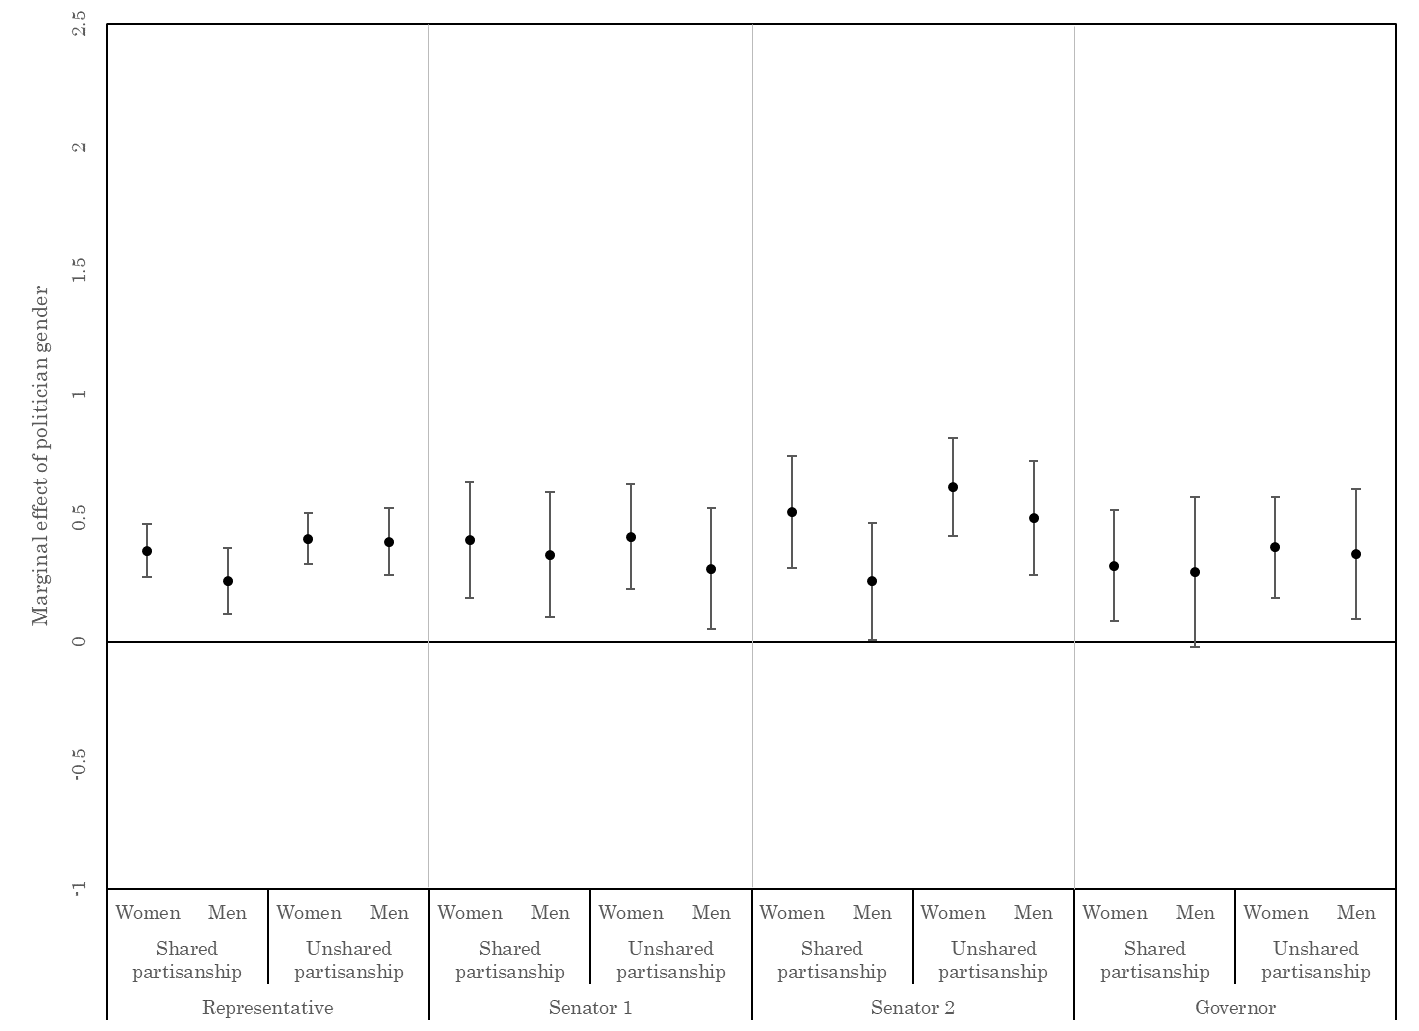 2.5
2
1.5
1
0.5
0
-0.5
-1
Marginal effect of politician gender
Women Men Women Men Women Men Women Men Women Men Women Men Women Men Women Men
Shared Unshared Shared Unshared Shared Unshared Shared Unshared
partisanship partisanship partisanship partisanship partisanship partisanship partisanship partisanship
Representative Senator 1 Senator 2 Governor